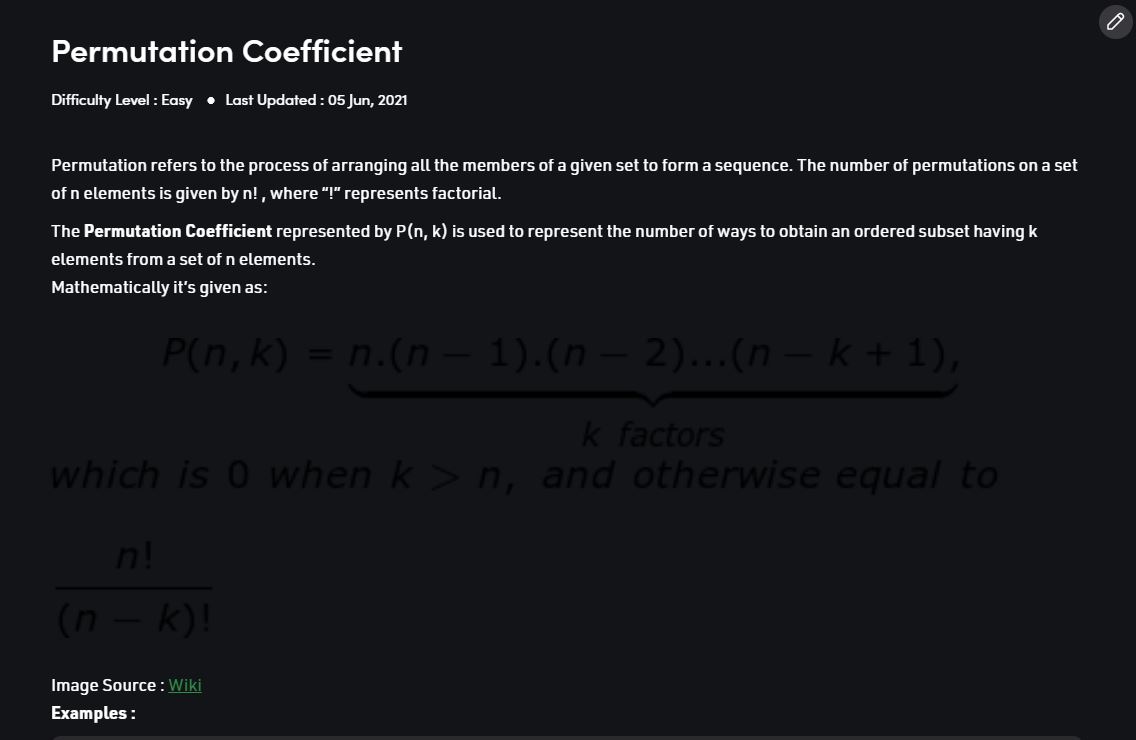 Permutation Coefficient
Difficulty Level : Easy ● Last Updated : 05 Jun, 2021
Permutation refers to the process of arranging all the members of a given set to form a sequence. The number of permutations on a set
of n elements is given by n! , where “!” represents factorial.
The Permutation Coefficient represented by P(n, k) is used to represent the number of ways to obtain an ordered subset having k
elements from a set of n elements.
Mathematically it’s given as:
P(n, k) = n.(n − 1).(n − 2)...(n − k + 1),
k factors
which is 0 when k > n, and otherwise equal to
n!
(n − k)!
Image Source : Wiki
Examples :